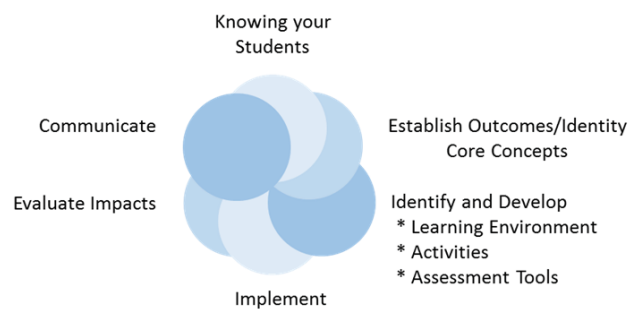 Knowing your
Students
Communicate
Establish Outcomes/Identity
Core Concepts
Evaluate Impacts
Identify and Develop
* Learning Environment
* Activities
* Assessment Tools
Implement